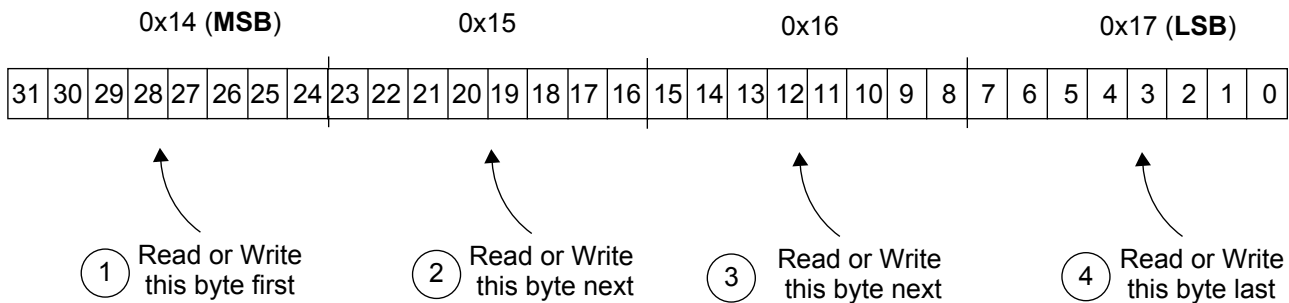 0x14 (MSB) 0x15 0x16 0x17 (LSB)
31 30 29 28 27 26 25 24 23 22 21 20 19 18 17 16 15 14 13 12 11 10 9 8 7 6 5 4 3 2 1 0
1 Read or Write
this byte first
2 Read or Write
this byte next
3 Read or Write
this byte next
4 Read or Write
this byte last